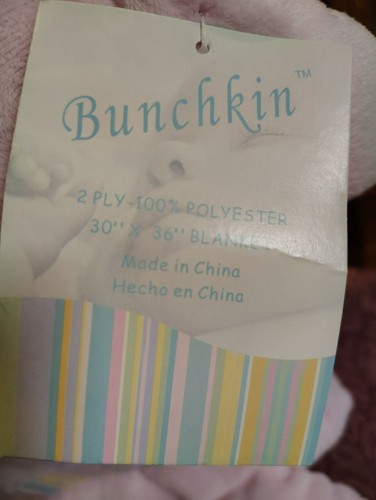 Bunchkin™
2 PLY-100% POLYESTER
30'' X 36'' BLANKET
Made in China
Hecho en China